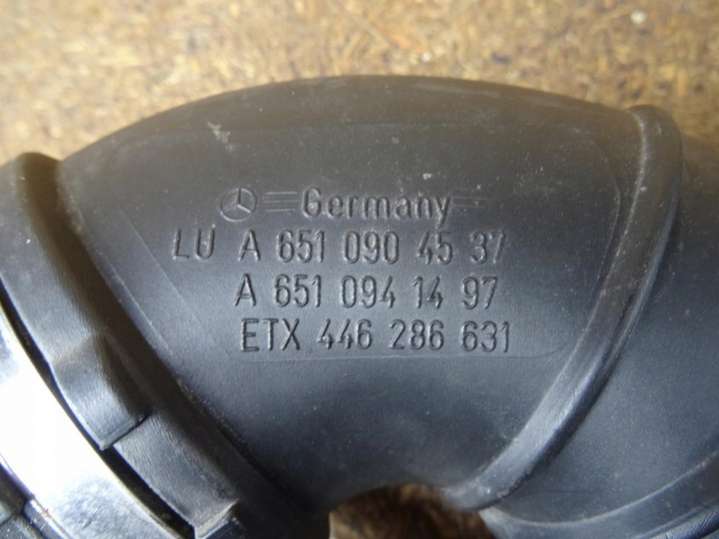 Germany
LU A 651 090 45 37
A 651 094 14 97
ETX 446 286 631